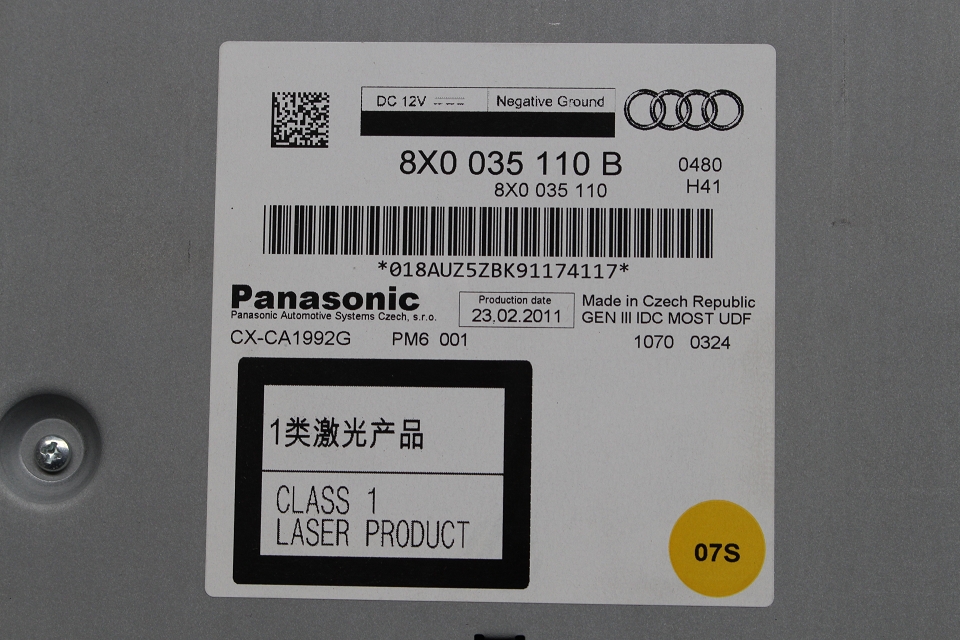 DC 12V Negative Ground
8X0 035 110 B 0480
8X0 035 110 H41
*018AUZ5ZBK91174117*
Panasonic
Panasonic Automotive Systems Czech, s.r.o.
Production date
23.02.2011
Made in Czech Republic
GEN III IDC MOST UDF
CX-CA1992G PM6 001 1070 0324
1类激光产品
CLASS 1
LASER PRODUCT
07S